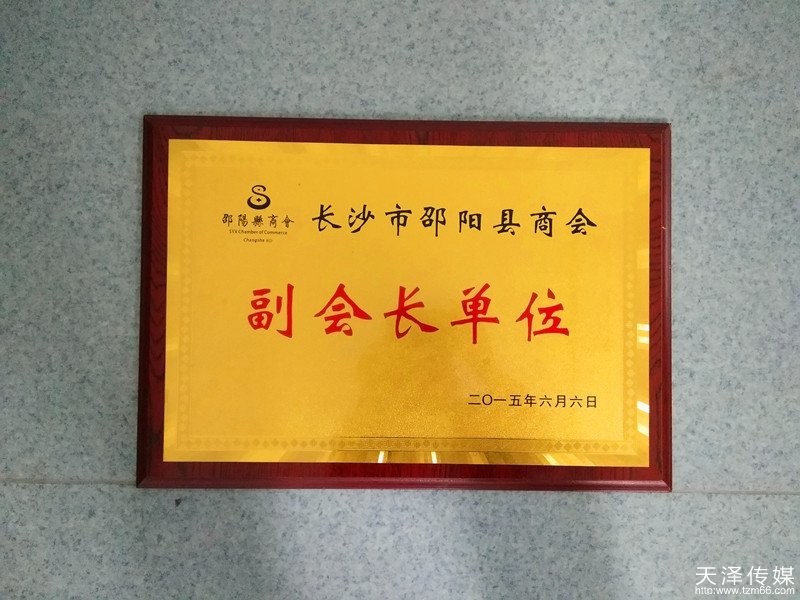 邵陽縣商會
SYX Chamber of Commerce
Changsha
长沙市邵阳县商会
副会长单位
二〇一五年六月六日
天泽传媒
http:www.tzm66.com